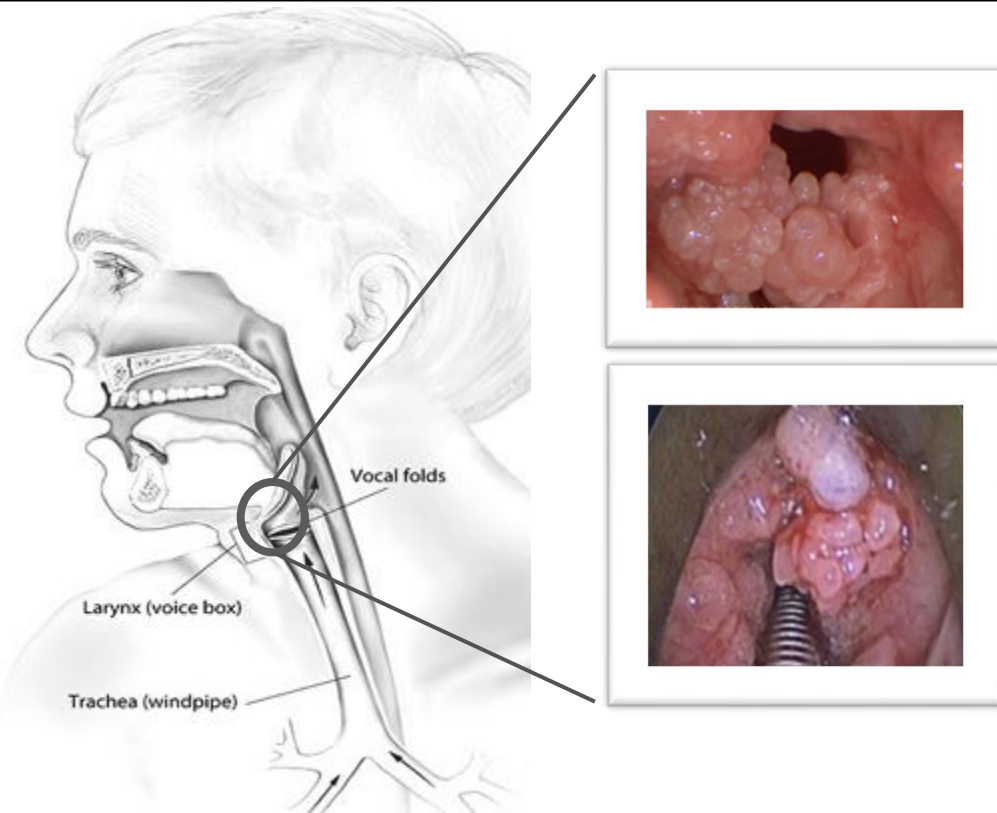 Vocal folds
Larynx (voice box)
Trachea (windpipe)